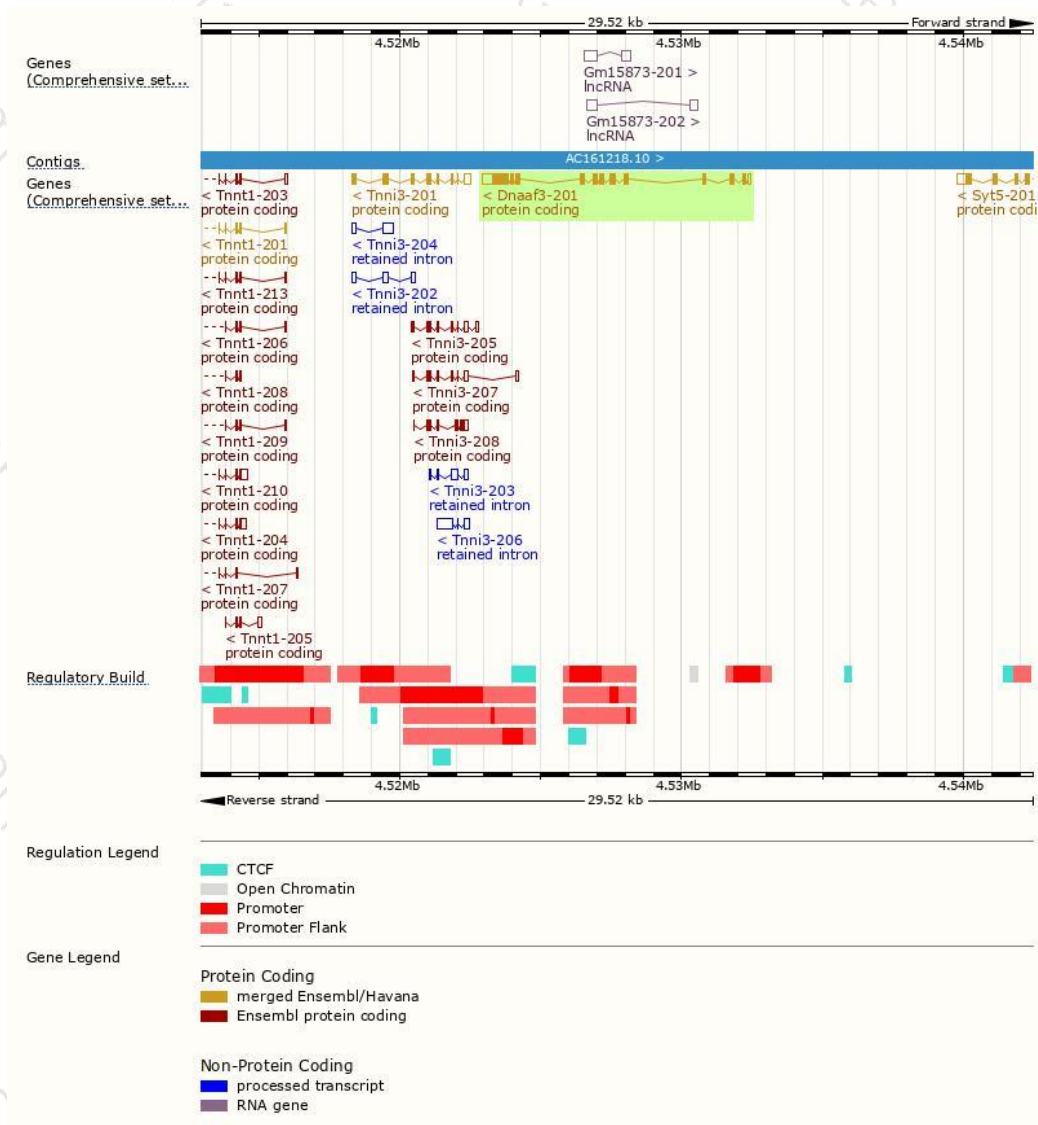 29.52 kb
Forward strand
4.52Mb 4.53Mb 4.54Mb
Genes
(Comprehensive set...
Gm15873-201 >
lncRNA
Gm15873-202 >
lncRNA
Contigs
AC161218.10 >
Genes
(Comprehensive set...
< Tnnt1-203
protein coding
< Tnni3-201
protein coding
< Dnaaf3-201
protein coding
< Syt5-201
protein codi
< Tnnt1-201
protein coding
< Tnni3-204
retained intron
< Tnnt1-213
protein coding
< Tnni3-202
retained intron
< Tnnt1-206
protein coding
< Tnni3-205
protein coding
< Tnnt1-208
protein coding
< Tnni3-207
protein coding
< Tnnt1-209
protein coding
< Tnni3-208
protein coding
< Tnnt1-210
protein coding
< Tnni3-203
retained intron
< Tnnt1-204
protein coding
< Tnni3-206
retained intron
< Tnnt1-207
protein coding
< Tnnt1-205
protein coding
Regulatory Build
4.52Mb 4.53Mb 4.54Mb
Reverse strand
29.52 kb
Regulation Legend
CTCF
Open Chromatin
Promoter
Promoter Flank
Gene Legend
Protein Coding
merged Ensembl/Havana
Ensembl protein coding
Non-Protein Coding
processed transcript
RNA gene